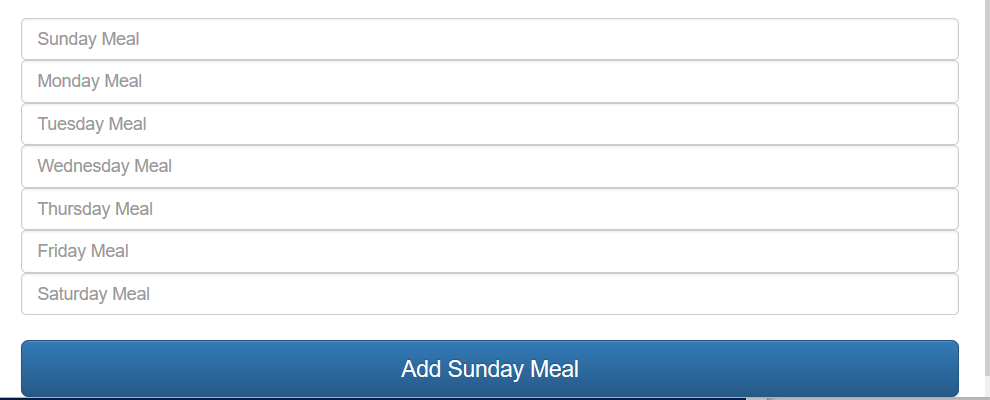 Sunday Meal
Monday Meal
Tuesday Meal
Wednesday Meal
Thursday Meal
Friday Meal
Saturday Meal
Add Sunday Meal